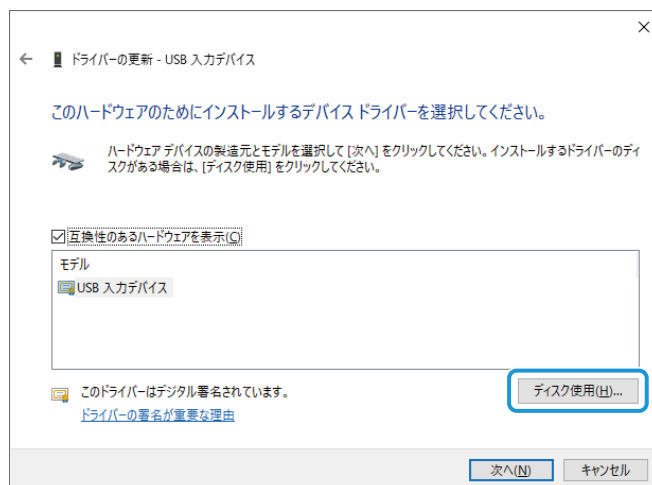 ドライバーの更新 - USB 入力デバイス
このハードウェアのためにインストールするデバイス ドライバーを選択してください。
ハードウェア デバイスの製造元とモデルを選択して [次へ] をクリックしてください。インストールするドライバーのディ
スクがある場合は、[ディスク使用] をクリックしてください。
互換性のあるハードウェアを表示(C)
モデル
USB 入力デバイス
このドライバーはデジタル署名されています。
ディスク使用(H)...
ドライバーの署名が重要な理由
次へ(N)
キャンセル